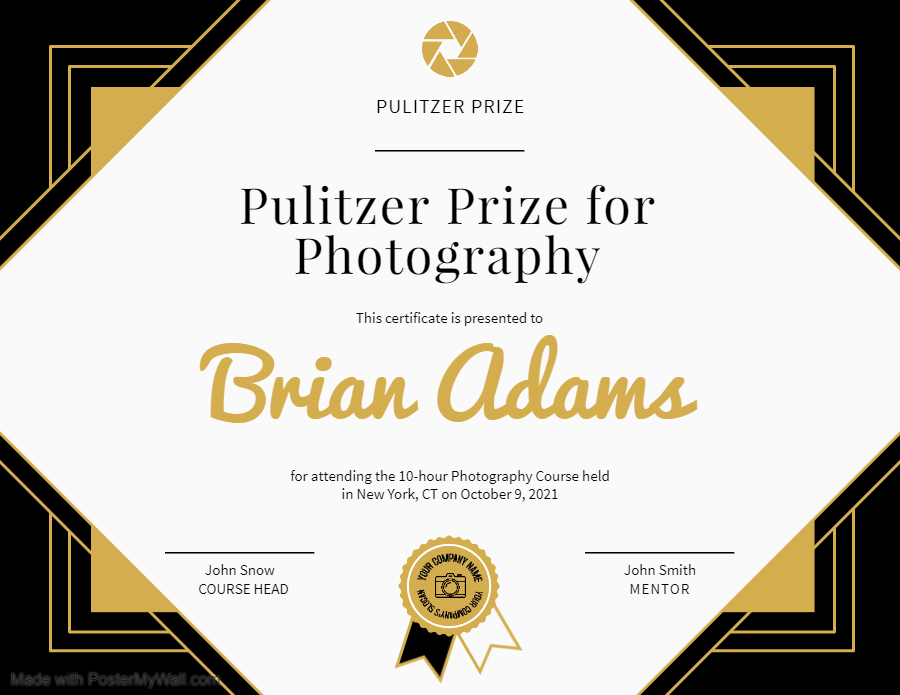 PULITZER PRIZE
Pulitzer Prize for
Photography
This certificate is presented to
Brian Adams
for attending the 10-hour Photography Course held
in New York, CT on October 9, 2021
John Snow
COURSE HEAD
YOUR COMPANY NAME
YOUR COMPANY'S SLOGAN
John Smith
MENTOR
Made with PosterMyWall.com